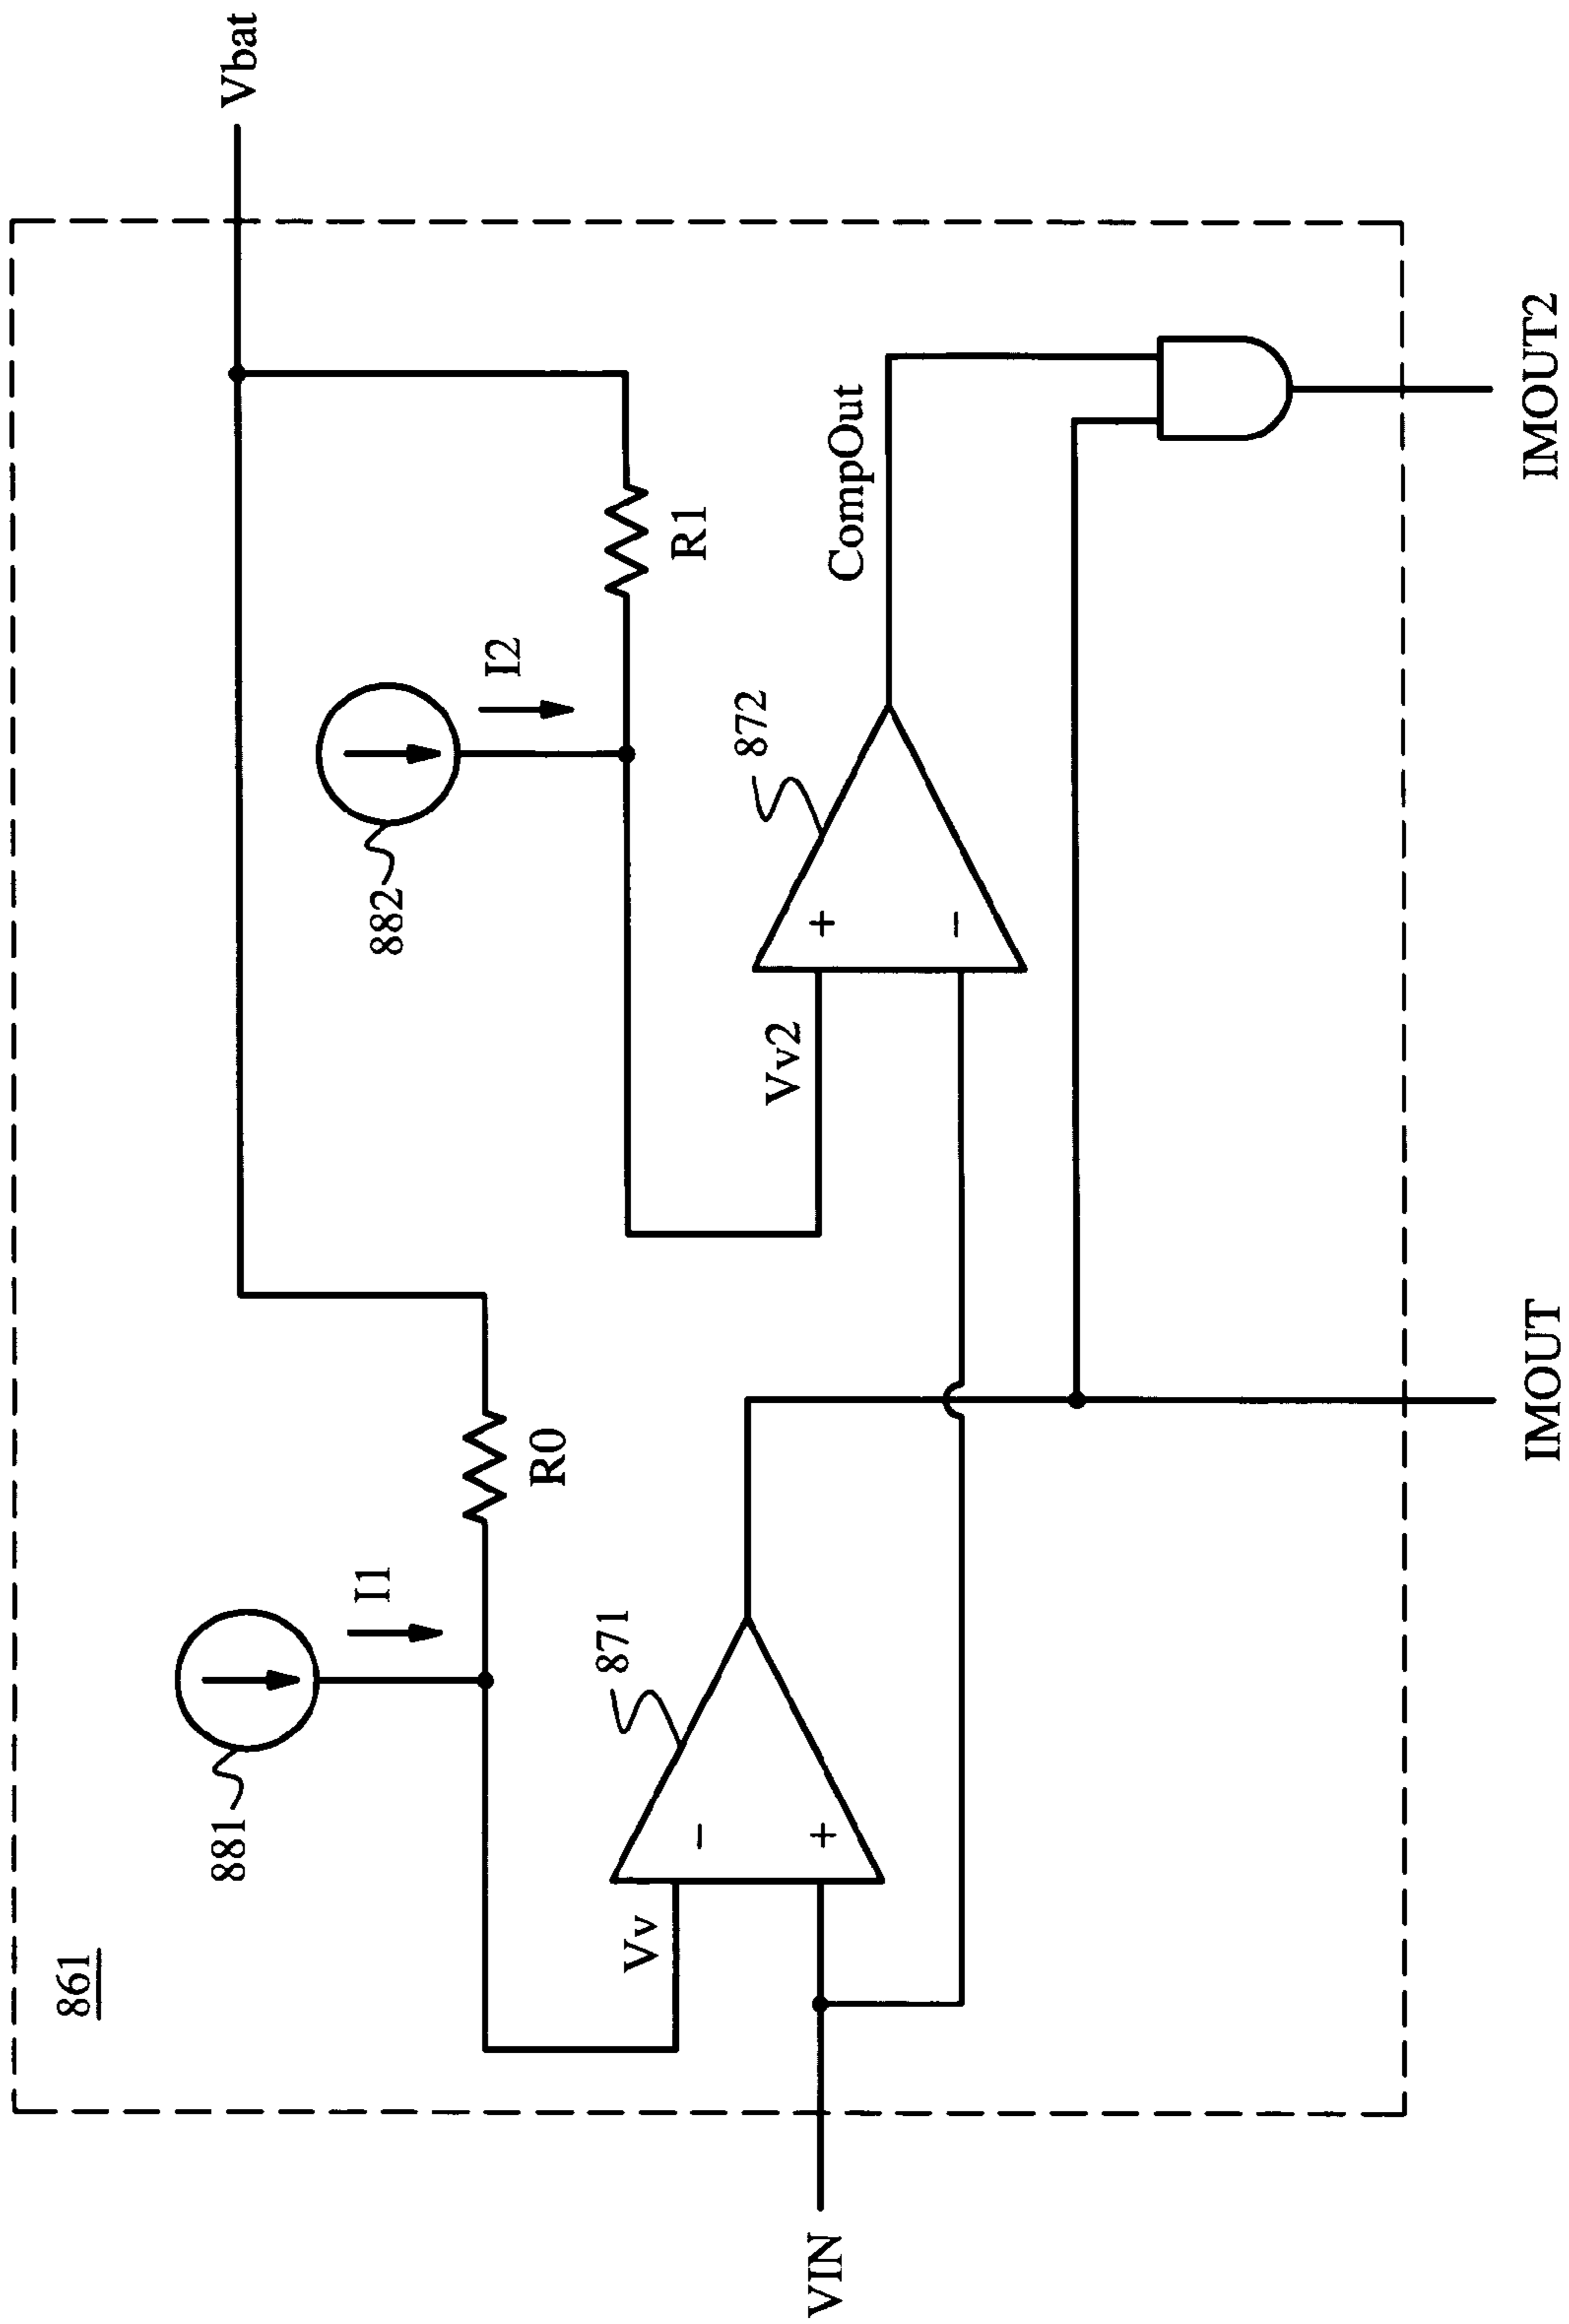 861
Vbat
881
I1
R0
882
I2
R1
Vv
871
Vv2
872
CompOut
-
+
+
-
VIN
IMOUT
IMOUT2